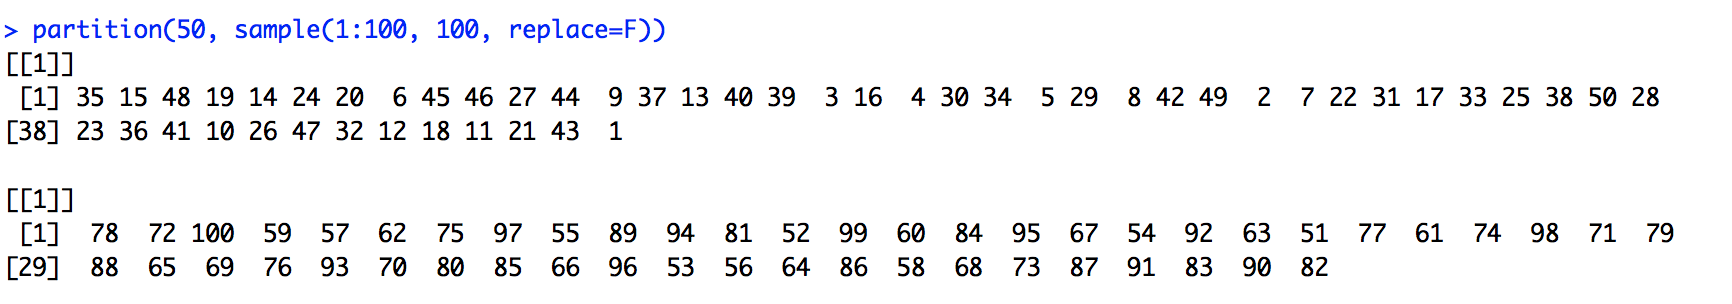 > partition(50, sample(1:100, 100, replace=F))
[[1]]
 [1] 35 15 48 19 14 24 20  6 45 46 27 44  9 37 13 40 39  3 16  4 30 34  5 29  8 42 49  2  7 22 31 17 33 25 38 50 28
[38] 23 36 41 10 26 47 32 12 18 11 21 43  1

[[1]]
 [1]  78  72 100  59  57  62  75  97  55  89  94  81  52  99  60  84  95  67  54  92  63  51  77  61  74  98  71  79
[29]  88  65  69  76  93  70  80  85  66  96  53  56  64  86  58  68  73  87  91  83  90  82